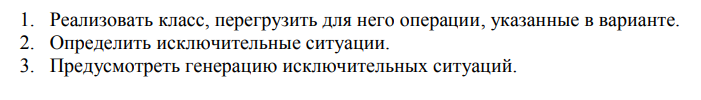 1. Реализовать класс, перегрузить для него операции, указанные в варианте.
2. Определить исключительные ситуации.
3. Предусмотреть генерацию исключительных ситуаций.